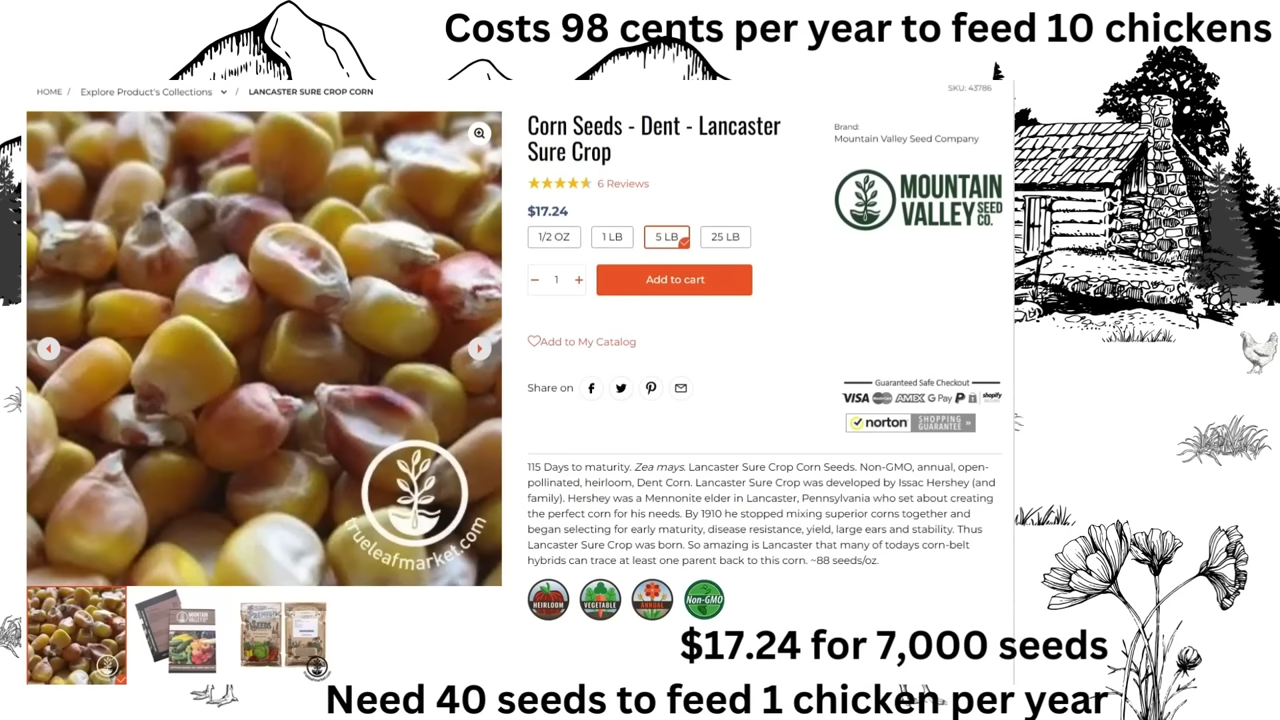 Costs 98 cents per year to feed 10 chickens
HOME / Explore Product's Collections / LANCASTER SURE CROP CORN
SKU: 43786
Corn Seeds - Dent - Lancaster
Sure Crop
Brand:
Mountain Valley Seed Company
6 Reviews
MOUNTAIN
VALLEY SEED CO.
$17.24
1/2 OZ 1 LB 5 LB 25 LB
− 1 + Add to cart
Add to My Catalog
Share on
Guaranteed Safe Checkout
VISA AMEX G Pay shopify
norton SHOPPING GUARANTEE
115 Days to maturity. Zea mays. Lancaster Sure Crop Corn Seeds. Non-GMO, annual, open-
pollinated, heirloom, Dent Corn. Lancaster Sure Crop was developed by Issac Hershey (and
family). Hershey was a Mennonite elder in Lancaster, Pennsylvania who set about creating
the perfect corn for his needs. By 1910 he stopped mixing superior corns together and
began selecting for early maturity, disease resistance, yield, large ears and stability. Thus
Lancaster Sure Crop was born. So amazing is Lancaster that many of todays corn-belt
hybrids can trace at least one parent back to this corn. ~88 seeds/oz.
trueleafmarket.com
HEIRLOOM VEGETABLE ANNUAL Non-GMO
$17.24 for 7,000 seeds
Need 40 seeds to feed 1 chicken per year